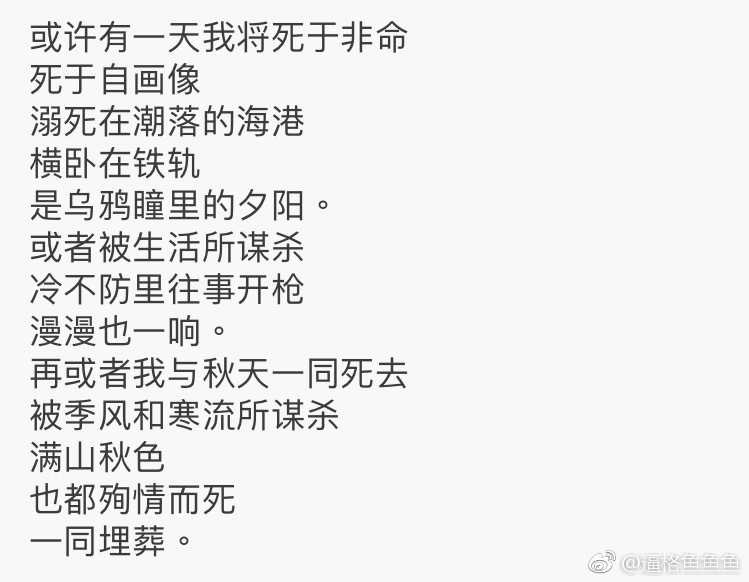 或许有一天我将死于非命
死于自画像
溺死在潮落的海港
横卧在铁轨
是乌鸦瞳里的夕阳。
或者被生活所谋杀
冷不防里往事开枪
漫漫也一响。
再或者我与秋天一同死去
被季风和寒流所谋杀
满山秋色
也都殉情而死
一同埋葬。
@逼格鱼鱼鱼